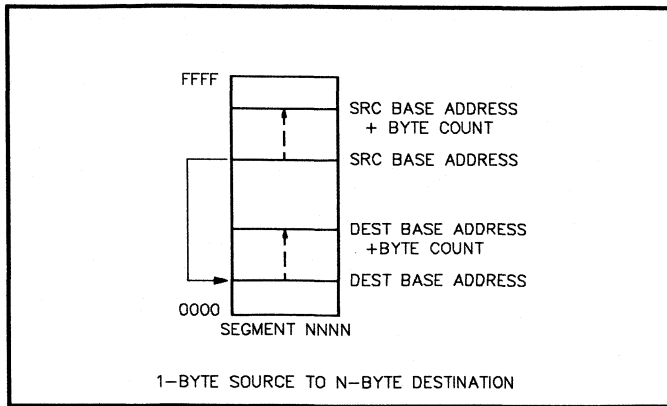 FFFF
SRC BASE ADDRESS
+ BYTE COUNT
SRC BASE ADDRESS
DEST BASE ADDRESS
+BYTE COUNT
DEST BASE ADDRESS
0000
SEGMENT NNNN
1-BYTE SOURCE TO N-BYTE DESTINATION